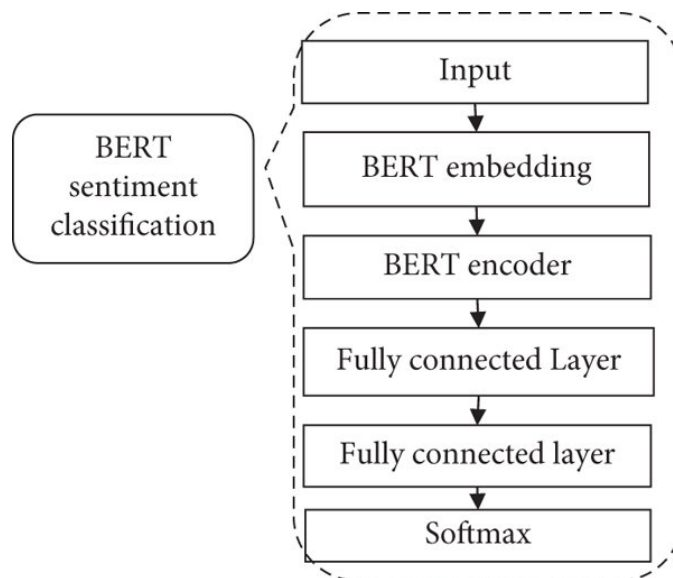 BERT
sentiment
classification
Input
BERT embedding
BERT encoder
Fully connected Layer
Fully connected layer
Softmax